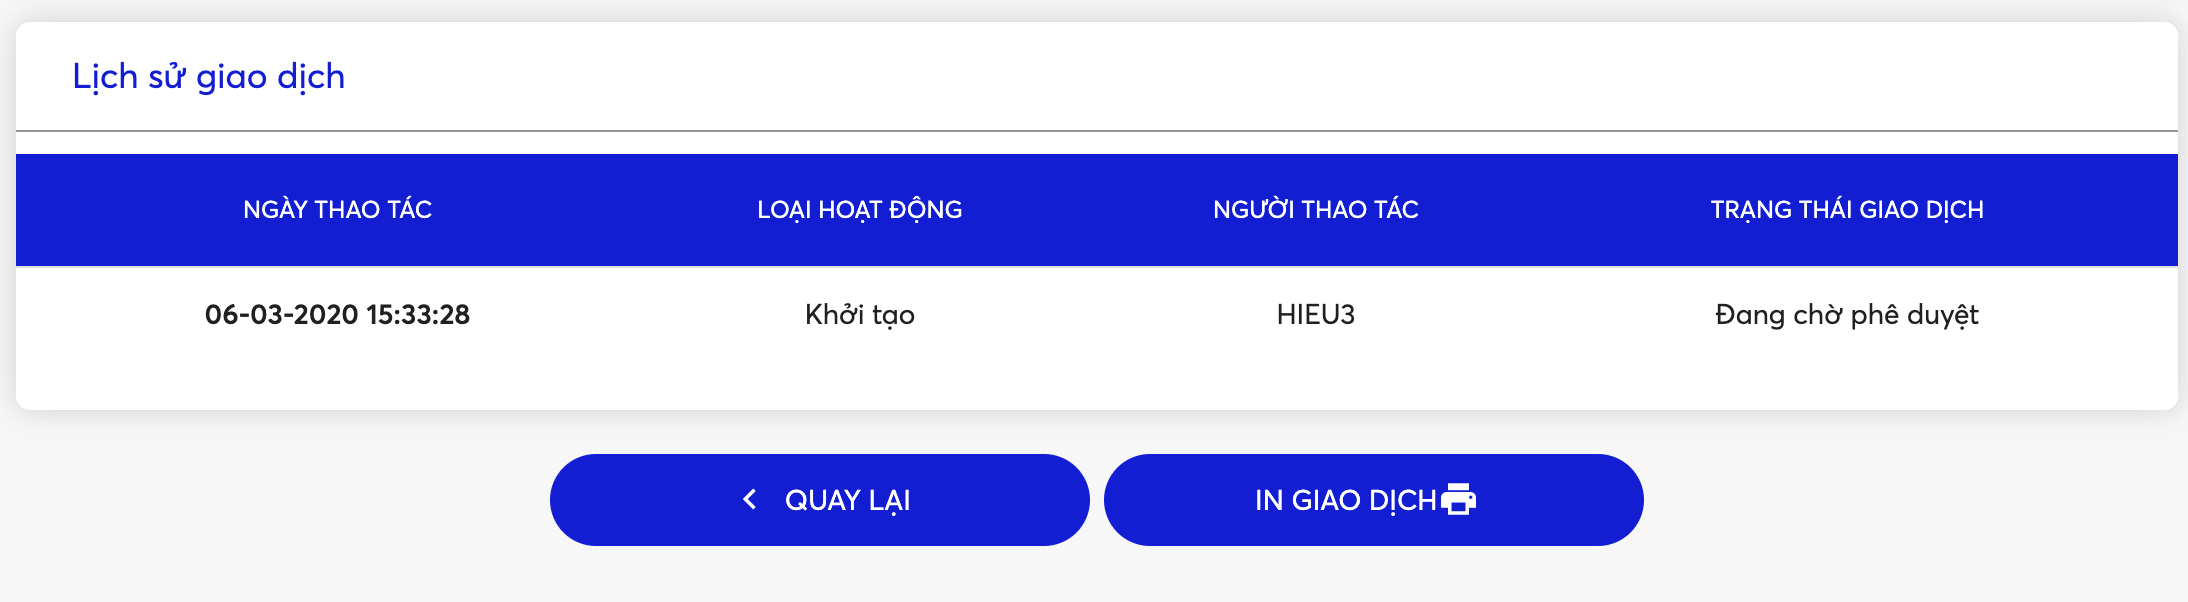 Lịch sử giao dịch
NGÀY THAO TÁC LOẠI HOẠT ĐỘNG NGƯỜI THAO TÁC TRẠNG THÁI GIAO DỊCH
06-03-2020 15:33:28 Khởi tạo HIEU3 Đang chờ phê duyệt
QUAY LẠI IN GIAO DỊCH